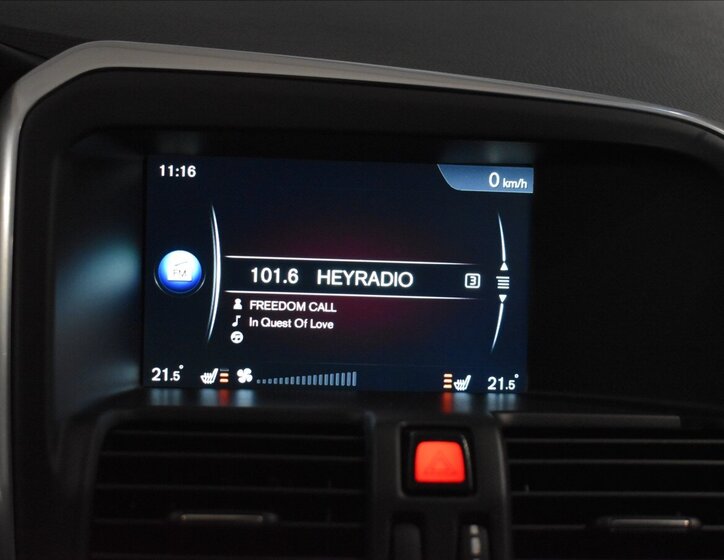 11:16
0 km/h
FM
101.6 HEYRADIO 3
FREEDOM CALL
In Quest Of Love
21.5° 21.5°